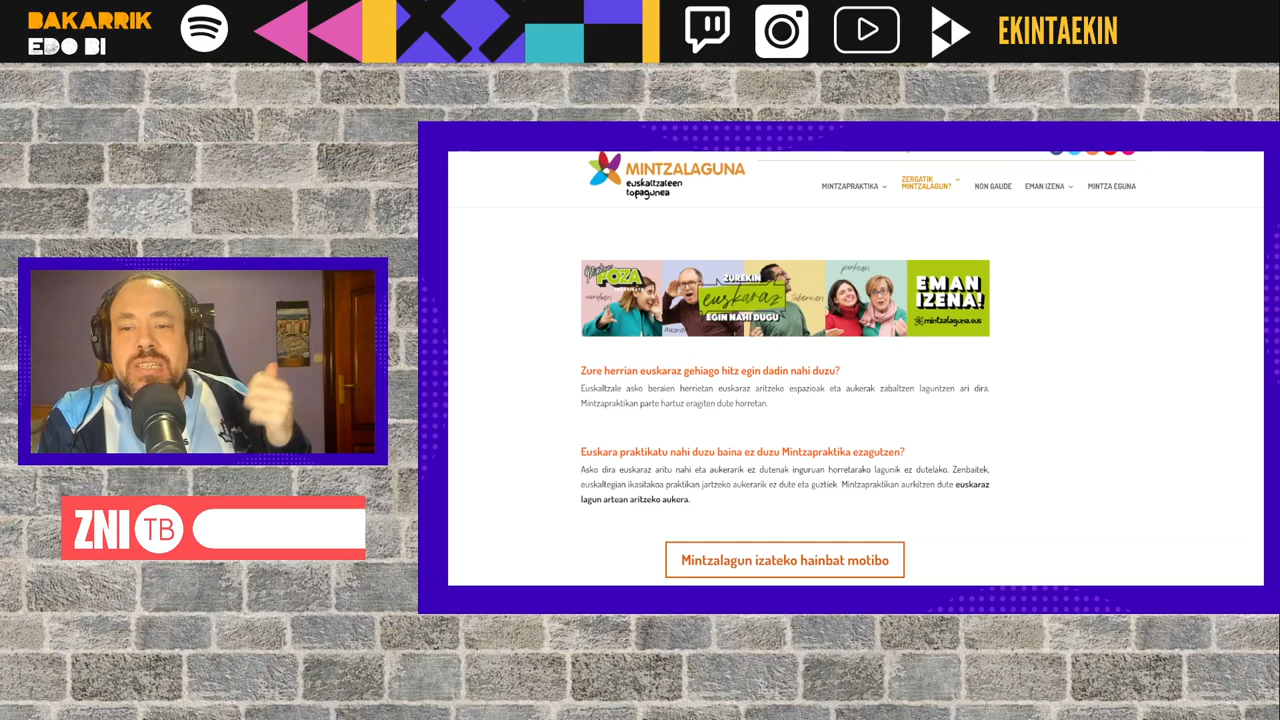 BAKARRIK
EDO BI
EKINTAEKIN
MINTZALAGUNA
euskaltzaleen
topagunea
MINTZAPRAKTIKA
ZERGATIK
MINTZALAGUN?
NON GAUDE
EMAN IZENA
MINTZA EGUNA
POZA
ZUREKIN
euskaraz
EGIN NAHI DUGU
EMAN
IZENA!
mintzalaguna.eus
Zure herrian euskaraz gehiago hitz egin dadin nahi duzu?
Euskaltzale asko beraien herrietan euskaraz aritzeko espazioak eta aukerak zabaltzen laguntzen ari dira.
Mintzapraktikan parte hartuz eragiten dute horretan.
Euskara praktikatu nahi duzu baina ez duzu Mintzapraktika ezagutzen?
Asko dira euskaraz aritu nahi eta aukerarik ez dutenak inguruan horretarako lagunik ez dutelako. Zenbaitek,
euskaltegian ikasitakoa praktikan jartzeko aukerarik ez dute eta guztiek Mintzapraktikan aurkitzen dute euskaraz
lagun artean aritzeko aukera.
Mintzalagun izateko hainbat motibo
ZNI TB